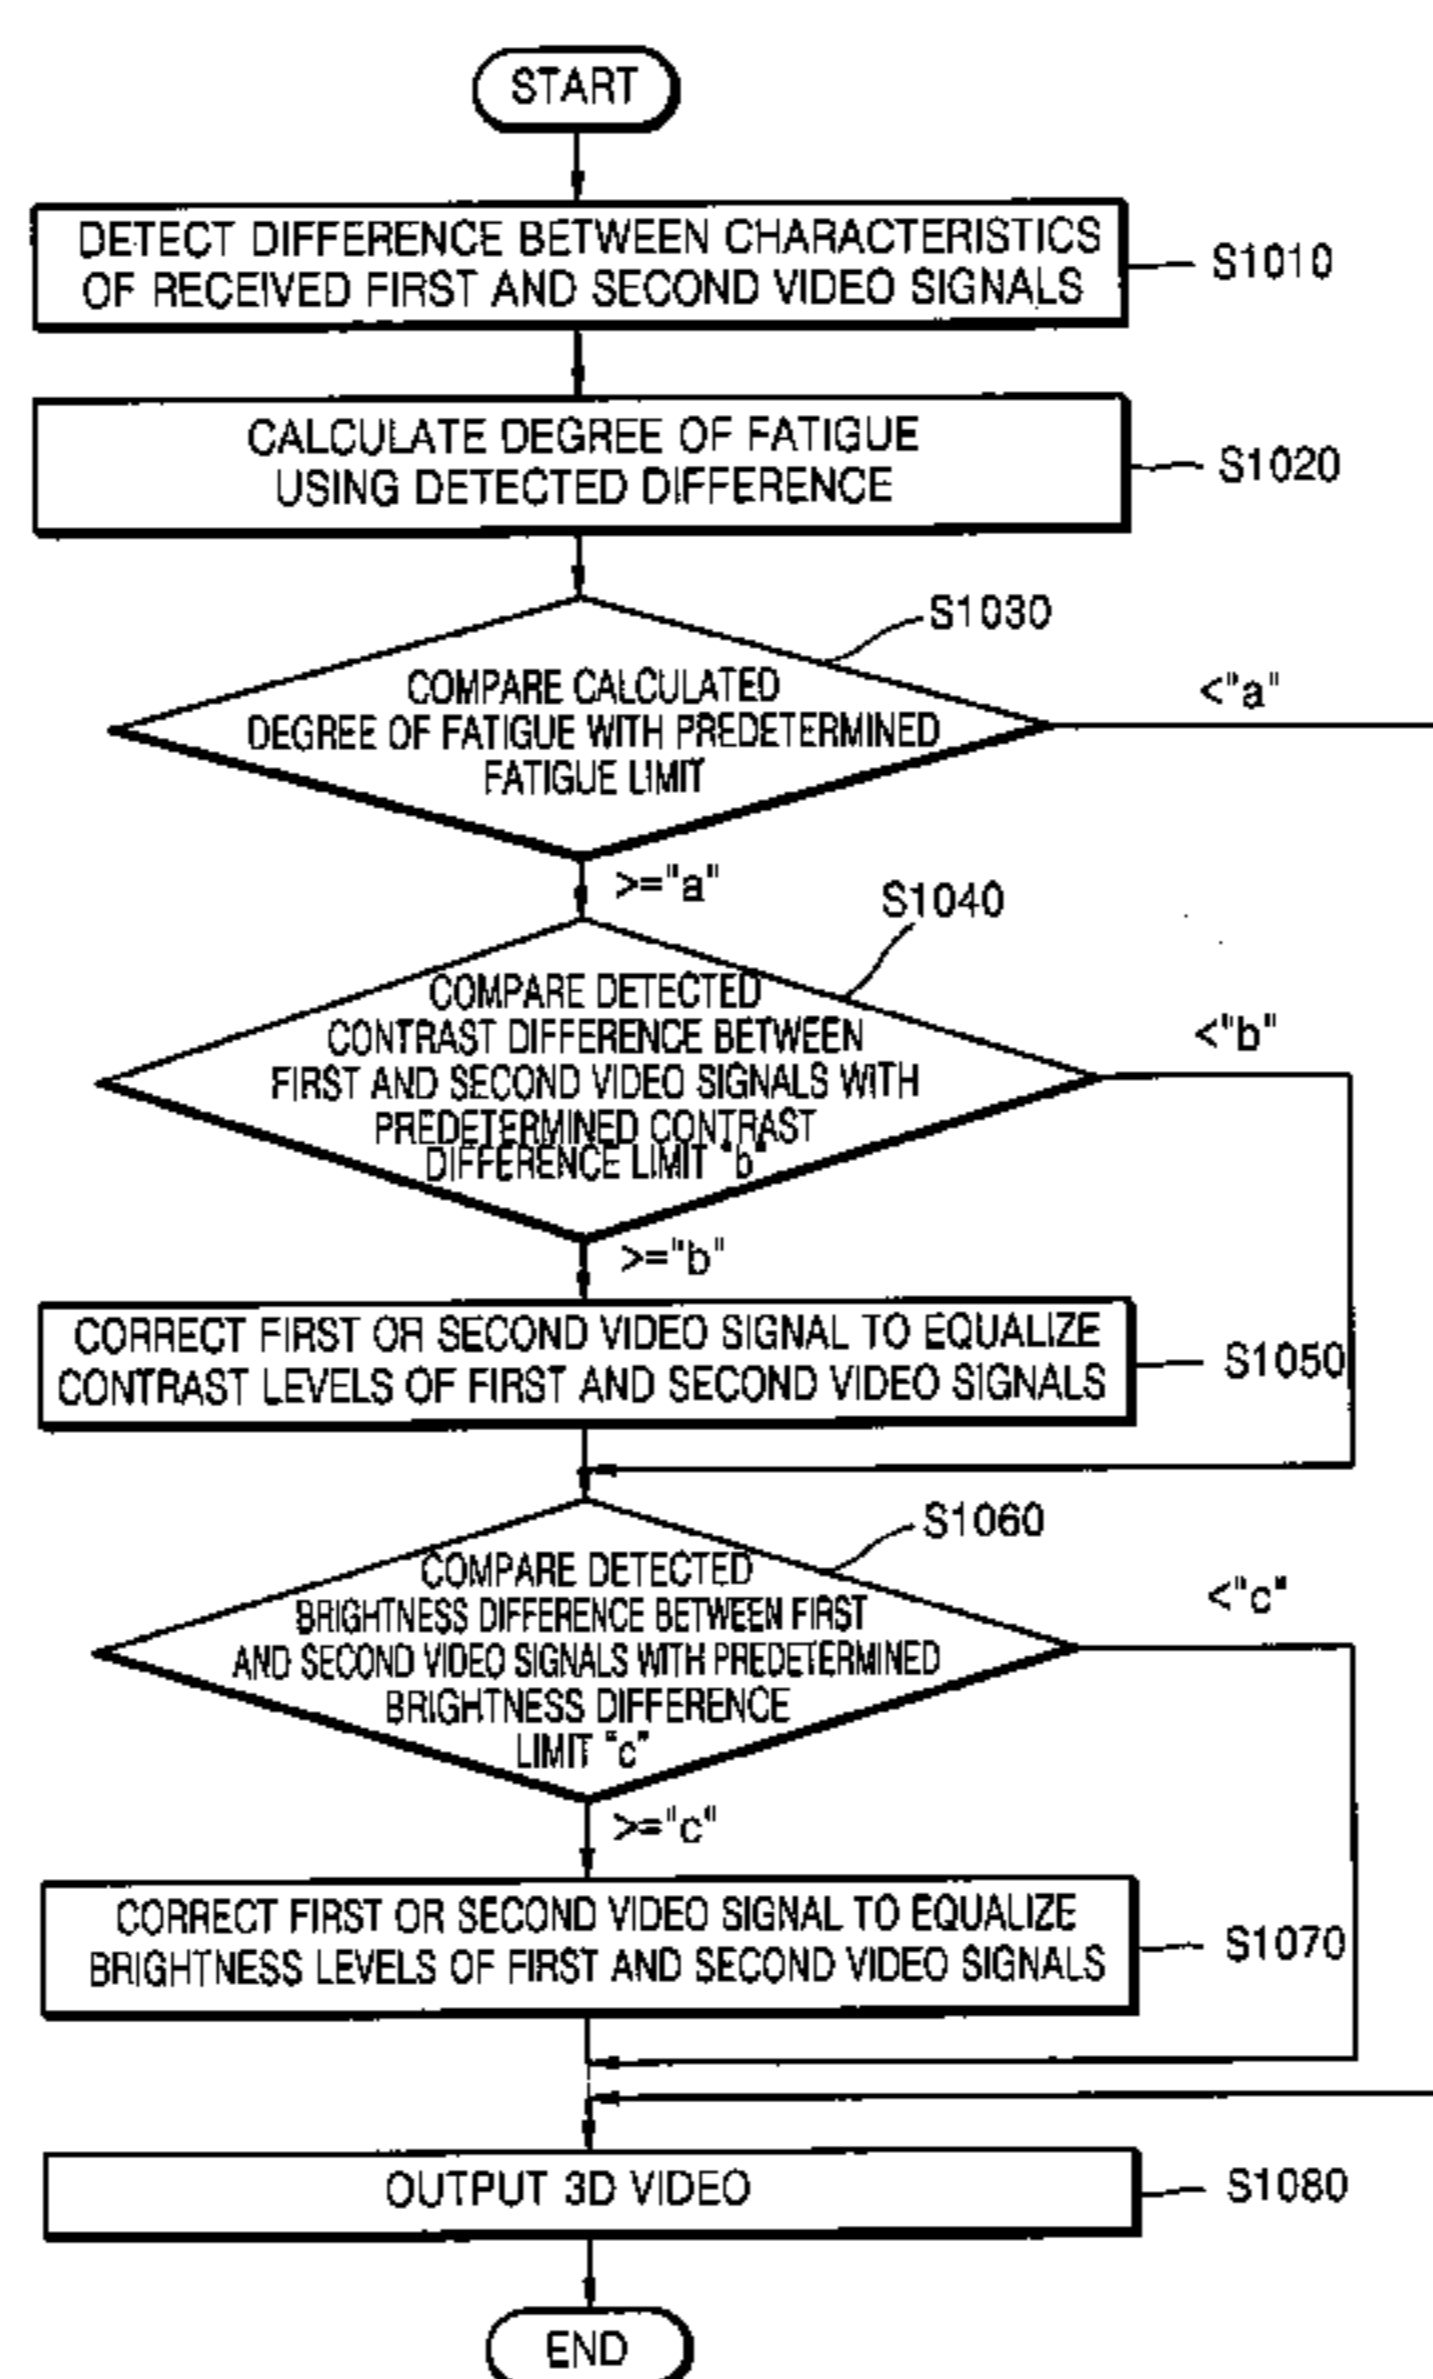 START
DETECT DIFFERENCE BETWEEN CHARACTERISTICS
OF RECEIVED FIRST AND SECOND VIDEO SIGNALS
S1010
CALCULATE DEGREE OF FATIGUE
USING DETECTED DIFFERENCE
S1020
S1030
COMPARE CALCULATED
DEGREE OF FATIGUE WITH PREDETERMINED
FATIGUE LIMIT
<"a"
>="a"
S1040
COMPARE DETECTED
CONTRAST DIFFERENCE BETWEEN
FIRST AND SECOND VIDEO SIGNALS WITH
PREDETERMINED CONTRAST
DIFFERENCE LIMIT "b"
<"b"
>="b"
CORRECT FIRST OR SECOND VIDEO SIGNAL TO EQUALIZE
CONTRAST LEVELS OF FIRST AND SECOND VIDEO SIGNALS
S1050
S1060
COMPARE DETECTED
BRIGHTNESS DIFFERENCE BETWEEN FIRST
AND SECOND VIDEO SIGNALS WITH PREDETERMINED
BRIGHTNESS DIFFERENCE
LIMIT "c"
<"c"
>="c"
CORRECT FIRST OR SECOND VIDEO SIGNAL TO EQUALIZE
BRIGHTNESS LEVELS OF FIRST AND SECOND VIDEO SIGNALS
S1070
OUTPUT 3D VIDEO
S1080
END